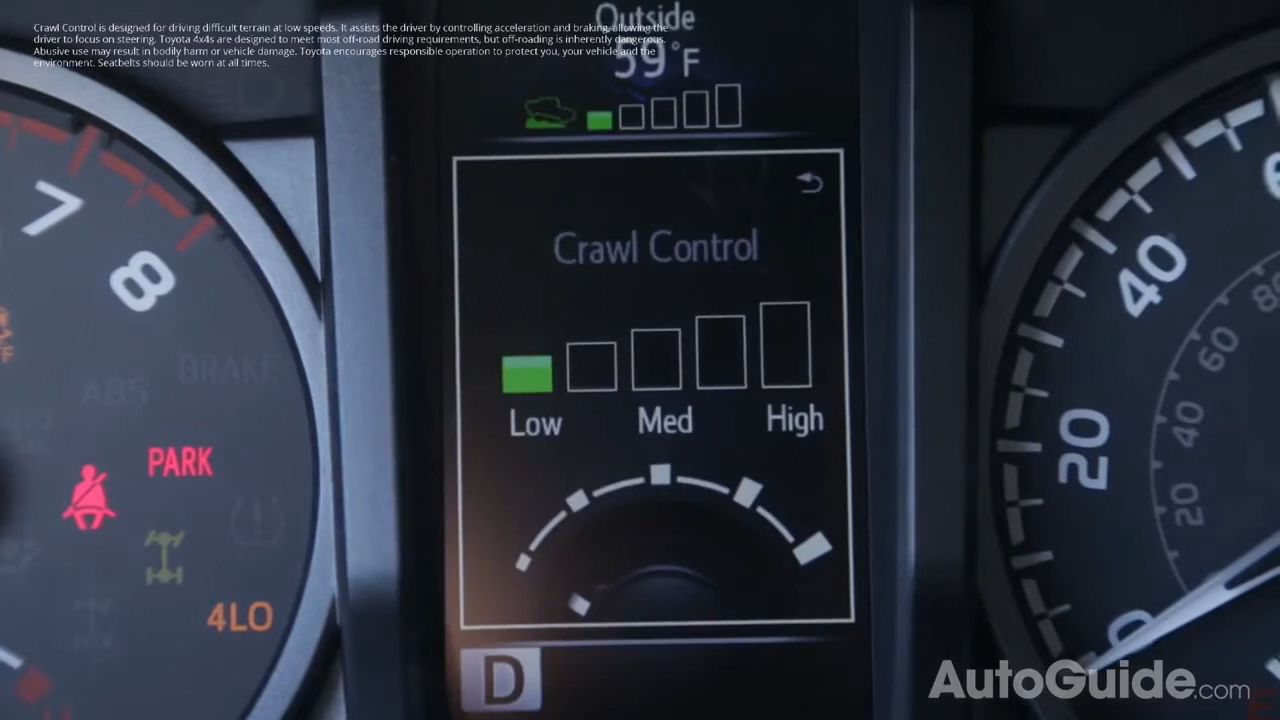 Crawl Control is designed for driving difficult terrain at low speeds. It assists the driver by controlling acceleration and braking, allowing the
driver to focus on steering. Toyota 4x4s are designed to meet most off-road driving requirements, but off-roading is inherently dangerous.
Abusive use may result in bodily harm or vehicle damage. Toyota encourages responsible operation to protect you, your vehicle and the
environment. Seatbelts should be worn at all times.
Outside
59°F
Crawl Control
Low Med High
D
7
8
ABS
BRAKE
PARK
4LO
40
20
0
80
60
40
20
AutoGuide.com